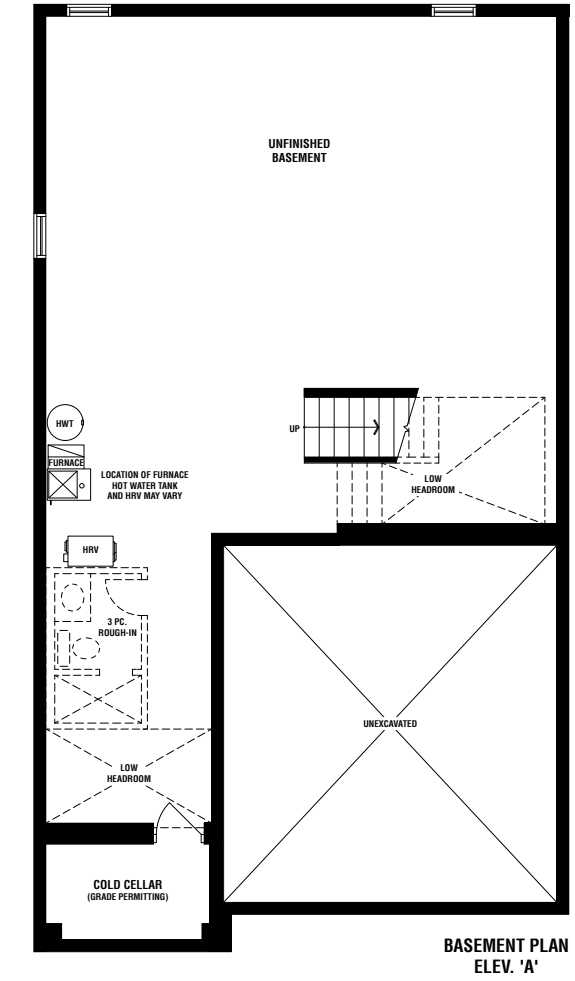 UNFINISHED
BASEMENT
HWT
UP
FURNACE
LOCATION OF FURNACE
HOT WATER TANK
AND HRV MAY VARY
LOW
HEADROOM
HRV
3 PC.
ROUGH-IN
UNEXCAVATED
LOW
HEADROOM
COLD CELLAR
(GRADE PERMITTING)
BASEMENT PLAN
ELEV. 'A'